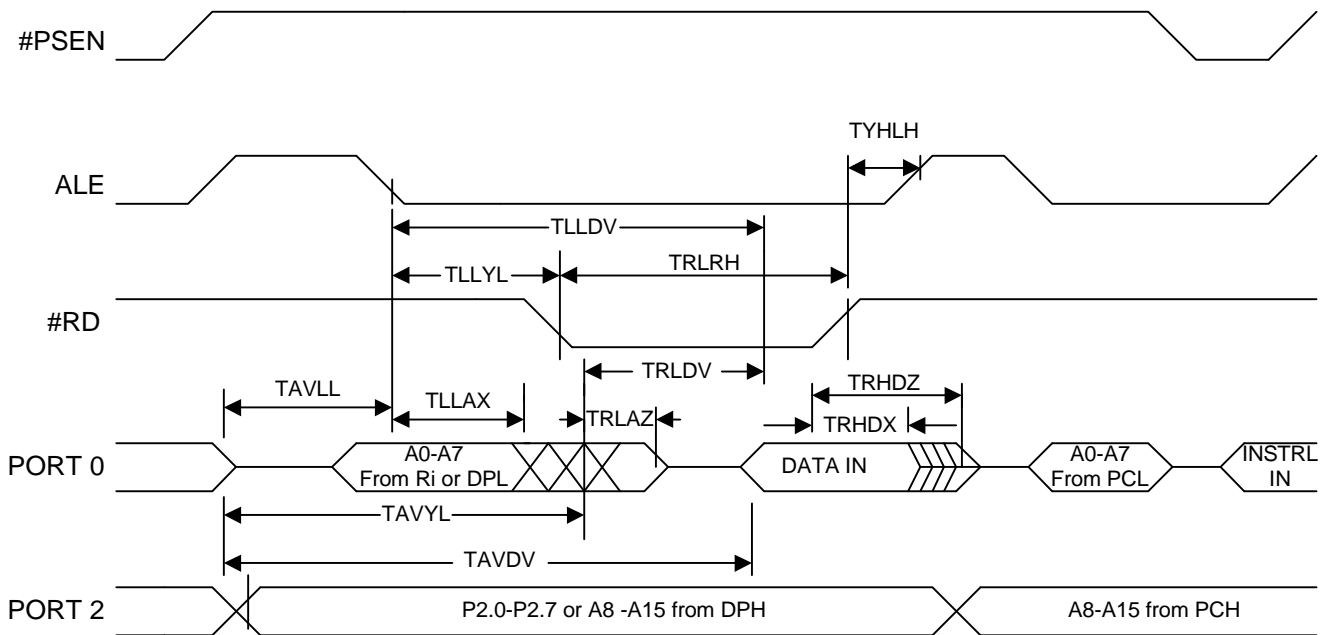 #PSEN
TYHLH
ALE
TLLDV
TLLYL
TRLRH
#RD
TRLDV
TAVLL
TLLAX
TRLAZ
TRHDZ
TRHDX
PORT 0
A0-A7
From Ri or DPL
DATA IN
A0-A7
From PCL
INSTRL
IN
TAVYL
TAVDV
PORT 2
P2.0-P2.7 or A8 -A15 from DPH
A8-A15 from PCH